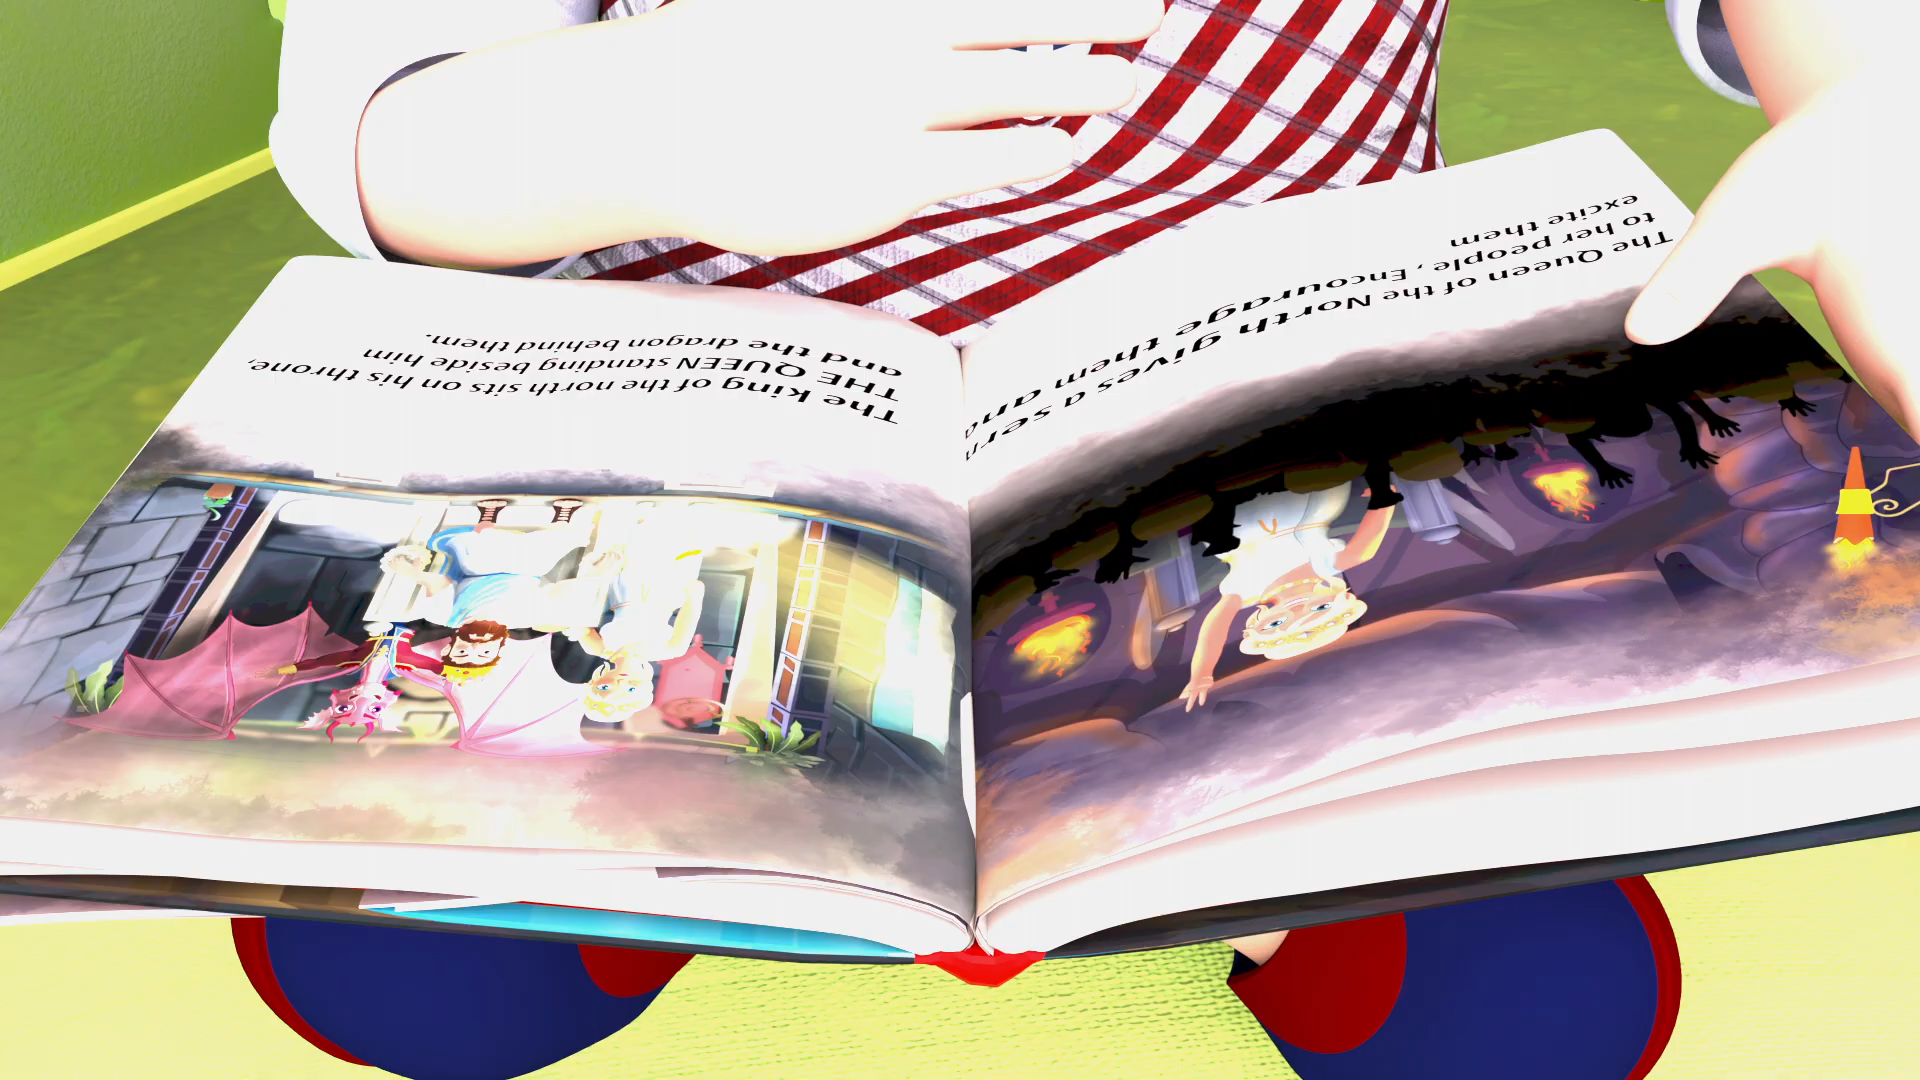 The king of the north sits on his throne,
THE QUEEN standing beside him
and the dragon behind them.
The Queen of the North gives a serm
to her people, Encourage them and
excite them